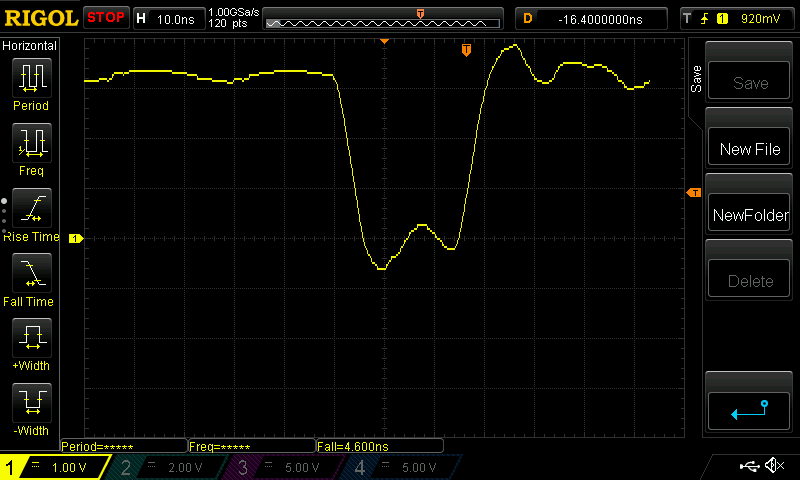 RIGOL STOP H 10.0ns 1.00GSa/s 120 pts T D -16.4000000ns T 1 920mV
Horizontal
Period
Freq
Rise Time
Fall Time
+Width
-Width
T
T
1
Period=***** Freq=***** Fall=4.600ns
1 1.00 V 2 2.00 V 3 5.00 V 4 5.00 V
Save
Save
New File
NewFolder
Delete